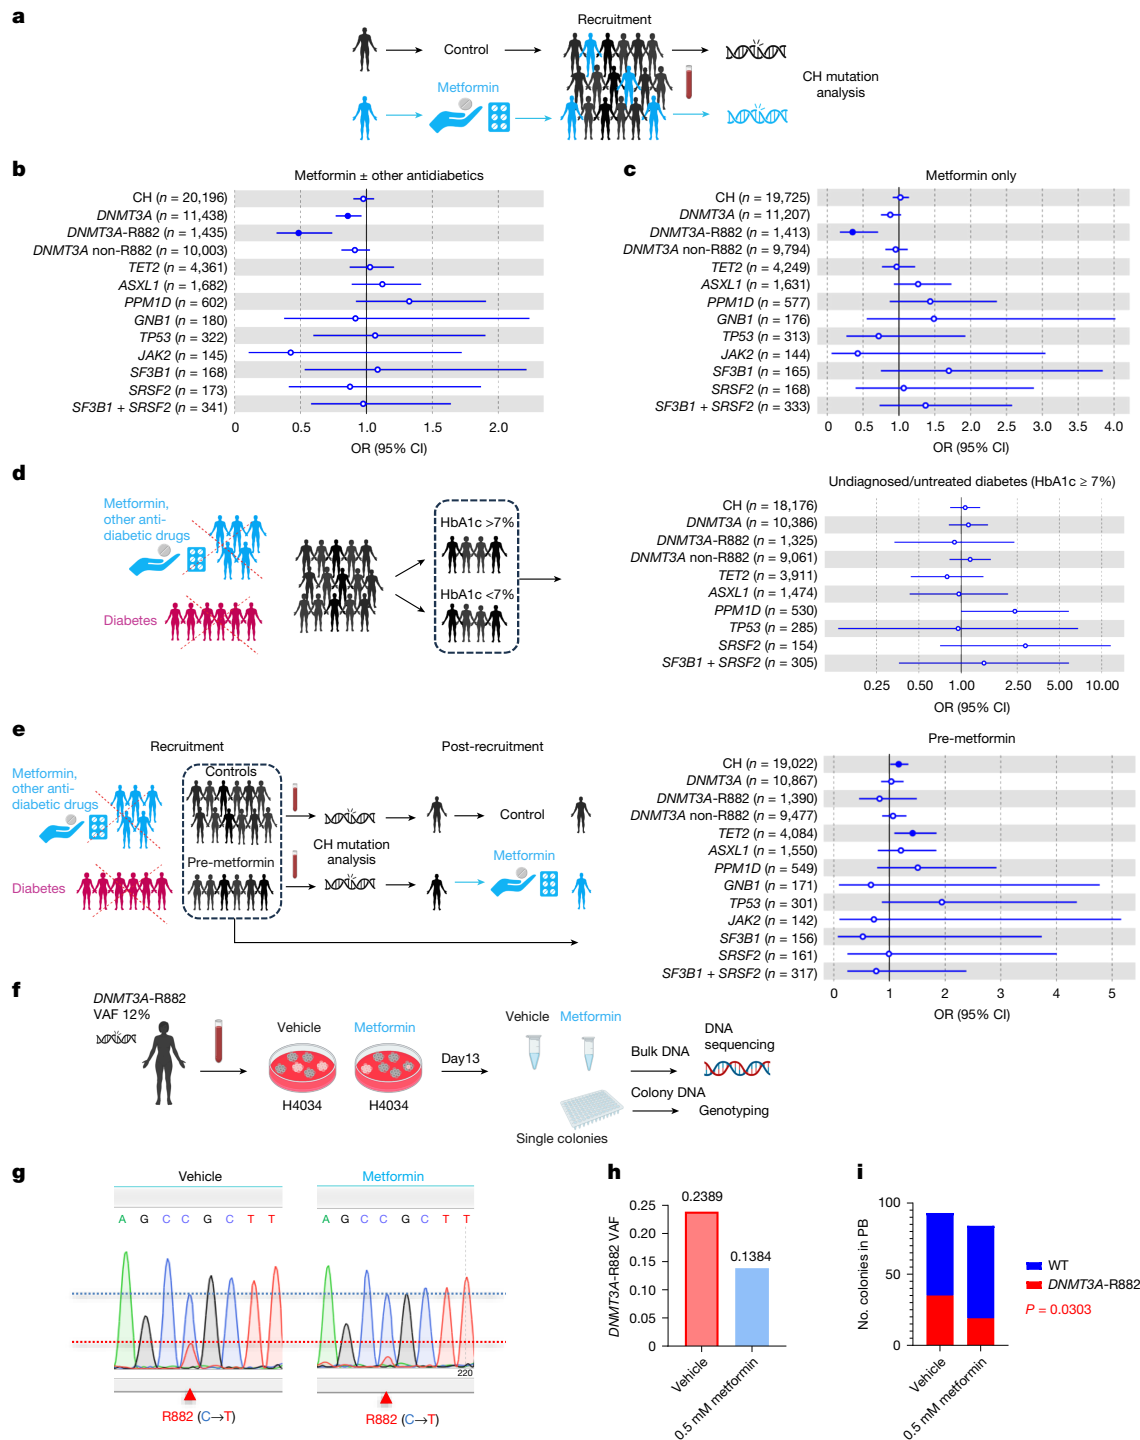 a
Recruitment
Control
Metformin
CH mutation
analysis
b
Metformin ± other antidiabetics
CH (n = 20,196)
DNMT3A (n = 11,438)
DNMT3A-R882 (n = 1,435)
DNMT3A non-R882 (n = 10,003)
TET2 (n = 4,361)
ASXL1 (n = 1,682)
PPM1D (n = 602)
GNB1 (n = 180)
TP53 (n = 322)
JAK2 (n = 145)
SF3B1 (n = 168)
SRSF2 (n = 173)
SF3B1 + SRSF2 (n = 341)
0 0.5 1.0 1.5 2.0
OR (95% CI)
c
Metformin only
CH (n = 19,725)
DNMT3A (n = 11,207)
DNMT3A-R882 (n = 1,413)
DNMT3A non-R882 (n = 9,794)
TET2 (n = 4,249)
ASXL1 (n = 1,631)
PPM1D (n = 577)
GNB1 (n = 176)
TP53 (n = 313)
JAK2 (n = 144)
SF3B1 (n = 165)
SRSF2 (n = 168)
SF3B1 + SRSF2 (n = 333)
0 0.5 1.0 1.5 2.0 2.5 3.0 3.5 4.0
OR (95% CI)
d
Metformin,
other anti-
diabetic drugs
Diabetes
HbA1c >7%
HbA1c <7%
Undiagnosed/untreated diabetes (HbA1c ≥ 7%)
CH (n = 18,176)
DNMT3A (n = 10,386)
DNMT3A-R882 (n = 1,325)
DNMT3A non-R882 (n = 9,061)
TET2 (n = 3,911)
ASXL1 (n = 1,474)
PPM1D (n = 530)
TP53 (n = 285)
SRSF2 (n = 154)
SF3B1 + SRSF2 (n = 305)
0.25 0.50 1.00 2.50 5.00 10.00
OR (95% CI)
e
Recruitment
Post-recruitment
Metformin,
other anti-
diabetic drugs
Diabetes
Controls
Pre-metformin
CH mutation
analysis
Control
Metformin
Pre-metformin
CH (n = 19,022)
DNMT3A (n = 10,867)
DNMT3A-R882 (n = 1,390)
DNMT3A non-R882 (n = 9,477)
TET2 (n = 4,084)
ASXL1 (n = 1,550)
PPM1D (n = 549)
GNB1 (n = 171)
TP53 (n = 301)
JAK2 (n = 142)
SF3B1 (n = 156)
SRSF2 (n = 161)
SF3B1 + SRSF2 (n = 317)
0 1 2 3 4 5
OR (95% CI)
f
DNMT3A-R882
VAF 12%
Vehicle
Metformin
H4034
H4034
Day13
Vehicle
Metformin
Single colonies
Bulk DNA
Colony DNA
DNA
sequencing
Genotyping
g
Vehicle
Metformin
A G C C G C T T
A G C C G C T T
220
R882 (C→T)
R882 (C→T)
h
DNMT3A-R882 VAF
0.25
0.20
0.15
0.10
0.05
0
0.2389
0.1384
Vehicle
0.5 mM metformin
i
No. colonies in PB
100
50
0
Vehicle
0.5 mM metformin
WT
DNMT3A-R882
P = 0.0303